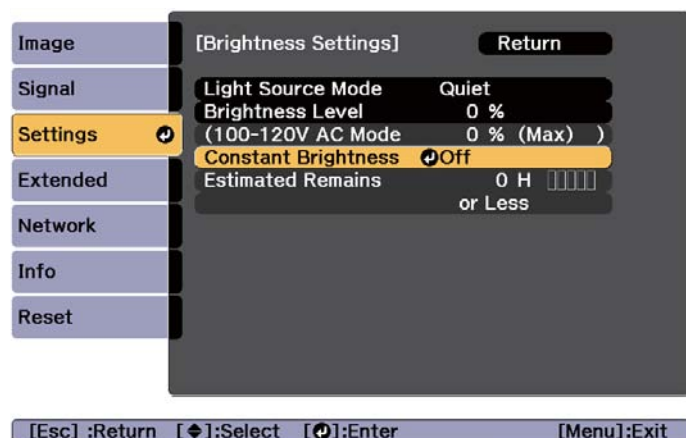 Image
Signal
Settings
Extended
Network
Info
Reset
[Brightness Settings] Return
Light Source Mode Quiet
Brightness Level 0 %
(100-120V AC Mode 0 % (Max) )
Constant Brightness Off
Estimated Remains 0 H
or Less
[Esc] :Return [◆]:Select [⏎]:Enter [Menu]:Exit